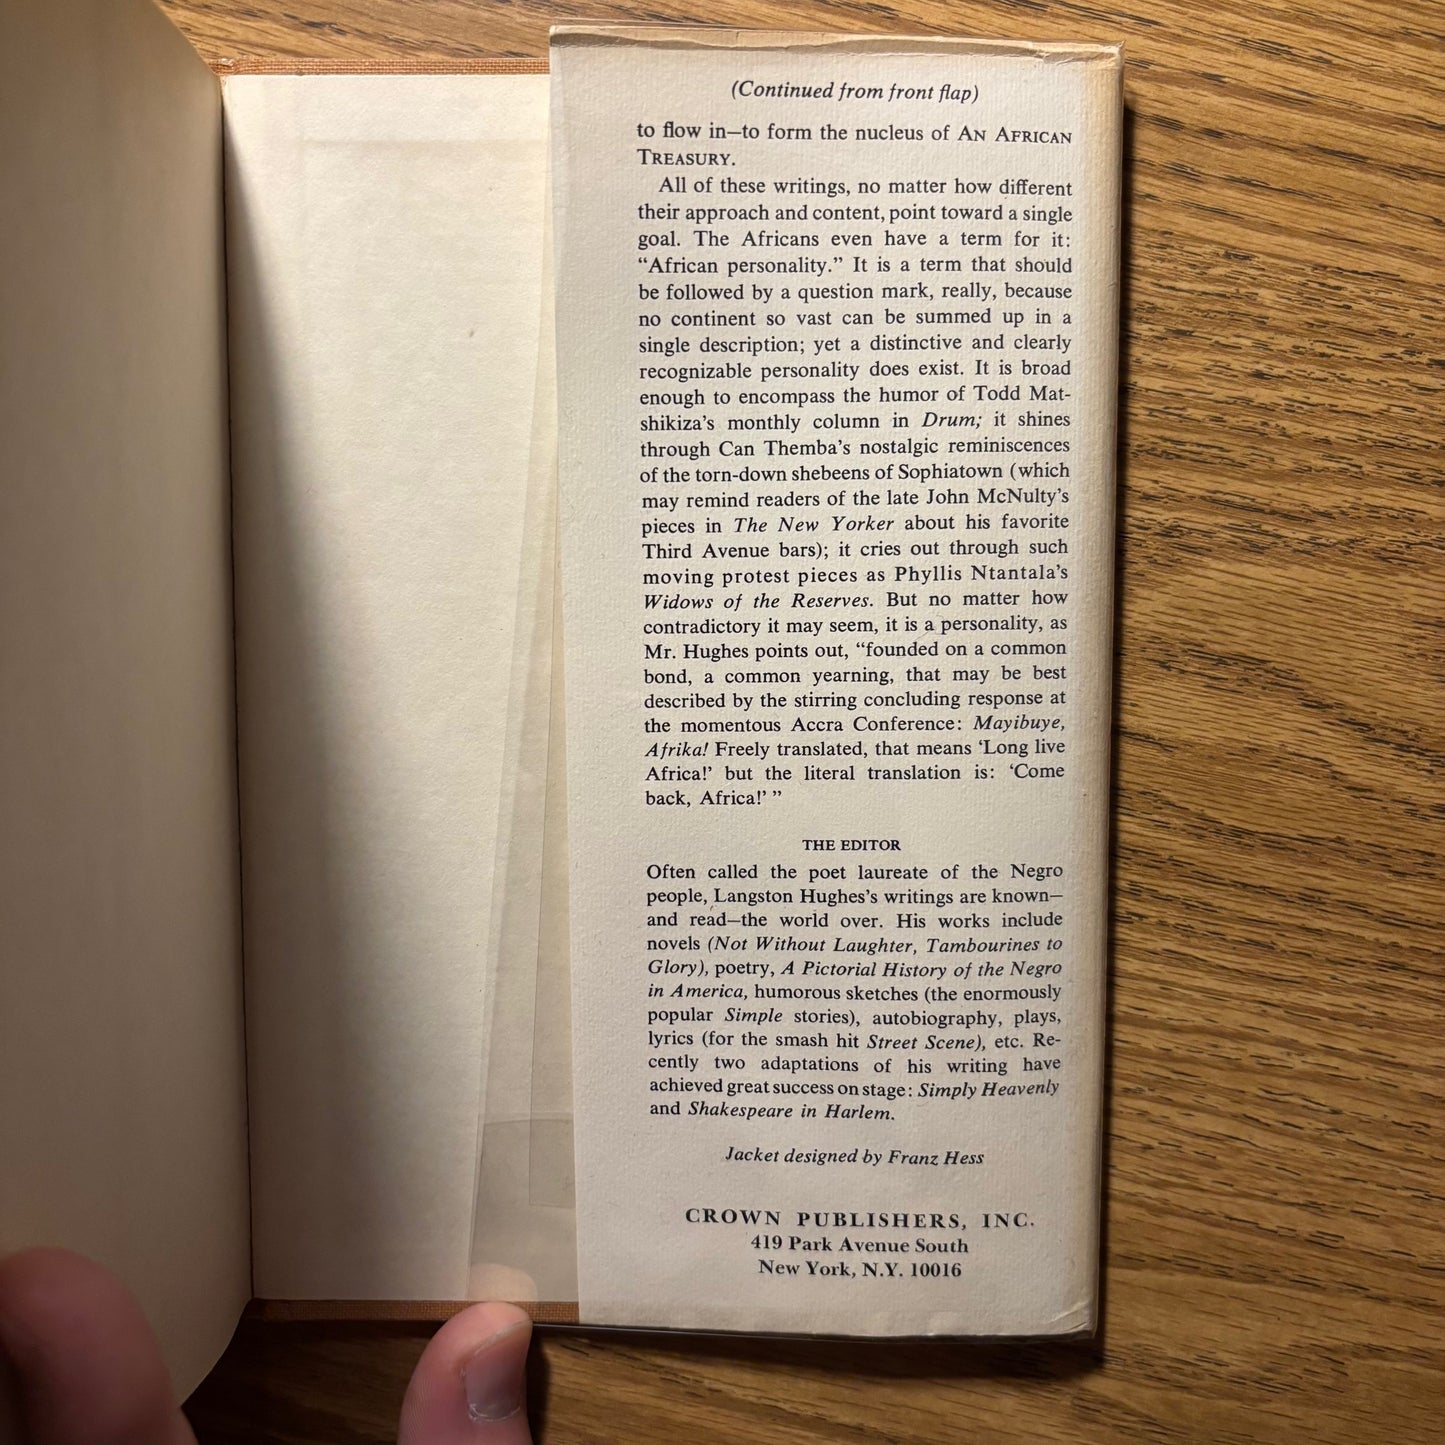 (Continued from front flap)
to flow in—to form the nucleus of AN AFRICAN
TREASURY.
All of these writings, no matter how different
their approach and content, point toward a single
goal. The Africans even have a term for it:
“African personality.” It is a term that should
be followed by a question mark, really, because
no continent so vast can be summed up in a
single description; yet a distinctive and clearly
recognizable personality does exist. It is broad
enough to encompass the humor of Todd Mat-
shikiza’s monthly column in Drum; it shines
through Can Themba’s nostalgic reminiscences
of the torn-down shebeens of Sophiatown (which
may remind readers of the late John McNulty’s
pieces in The New Yorker about his favorite
Third Avenue bars); it cries out through such
moving protest pieces as Phyllis Ntantala’s
Widows of the Reserves. But no matter how
contradictory it may seem, it is a personality, as
Mr. Hughes points out, “founded on a common
bond, a common yearning, that may be best
described by the stirring concluding response at
the momentous Accra Conference: Mayibuye,
Afrika! Freely translated, that means ‘Long live
Africa!’ but the literal translation is: ‘Come
back, Africa!’ ”
THE EDITOR
Often called the poet laureate of the Negro
people, Langston Hughes’s writings are known—
and read—the world over. His works include
novels (Not Without Laughter, Tambourines to
Glory), poetry, A Pictorial History of the Negro
in America, humorous sketches (the enormously
popular Simple stories), autobiography, plays,
lyrics (for the smash hit Street Scene), etc. Re-
cently two adaptations of his writing have
achieved great success on stage: Simply Heavenly
and Shakespeare in Harlem.
Jacket designed by Franz Hess
CROWN PUBLISHERS, INC.
419 Park Avenue South
New York, N.Y. 10016